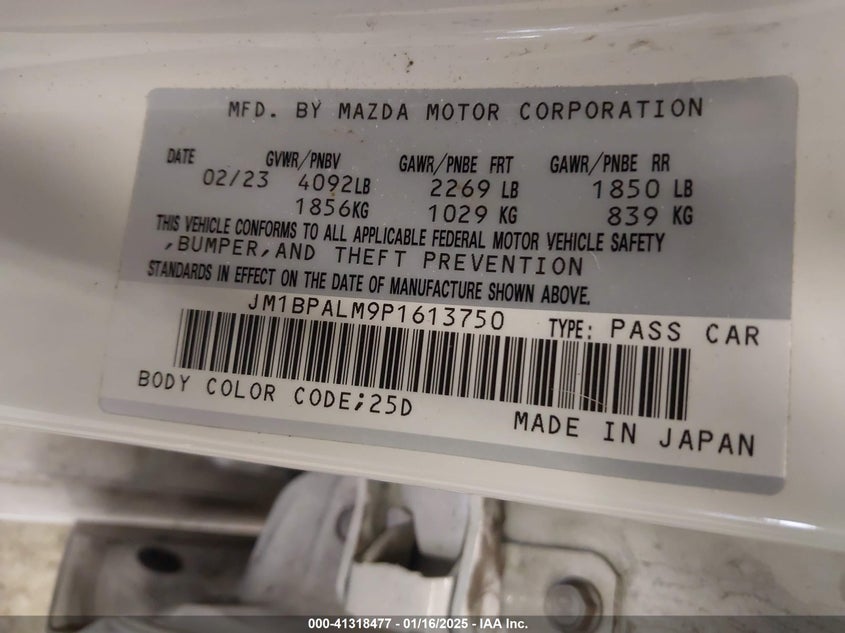 MFD. BY MAZDA MOTOR CORPORATION
DATE GVWR/PNBV GAWR/PNBE FRT GAWR/PNBE RR
02/23 4092LB 2269 LB 1850 LB
1856KG 1029 KG 839 KG
THIS VEHICLE CONFORMS TO ALL APPLICABLE FEDERAL MOTOR VEHICLE SAFETY
,BUMPER,AND THEFT PREVENTION
STANDARDS IN EFFECT ON THE DATE OF MANUFACTURE SHOWN ABOVE.
JM1BPALM9P1613750 TYPE: PASS CAR
BODY COLOR CODE;25D
MADE IN JAPAN
000-41318477 - 01/16/2025 - © IAA Inc.